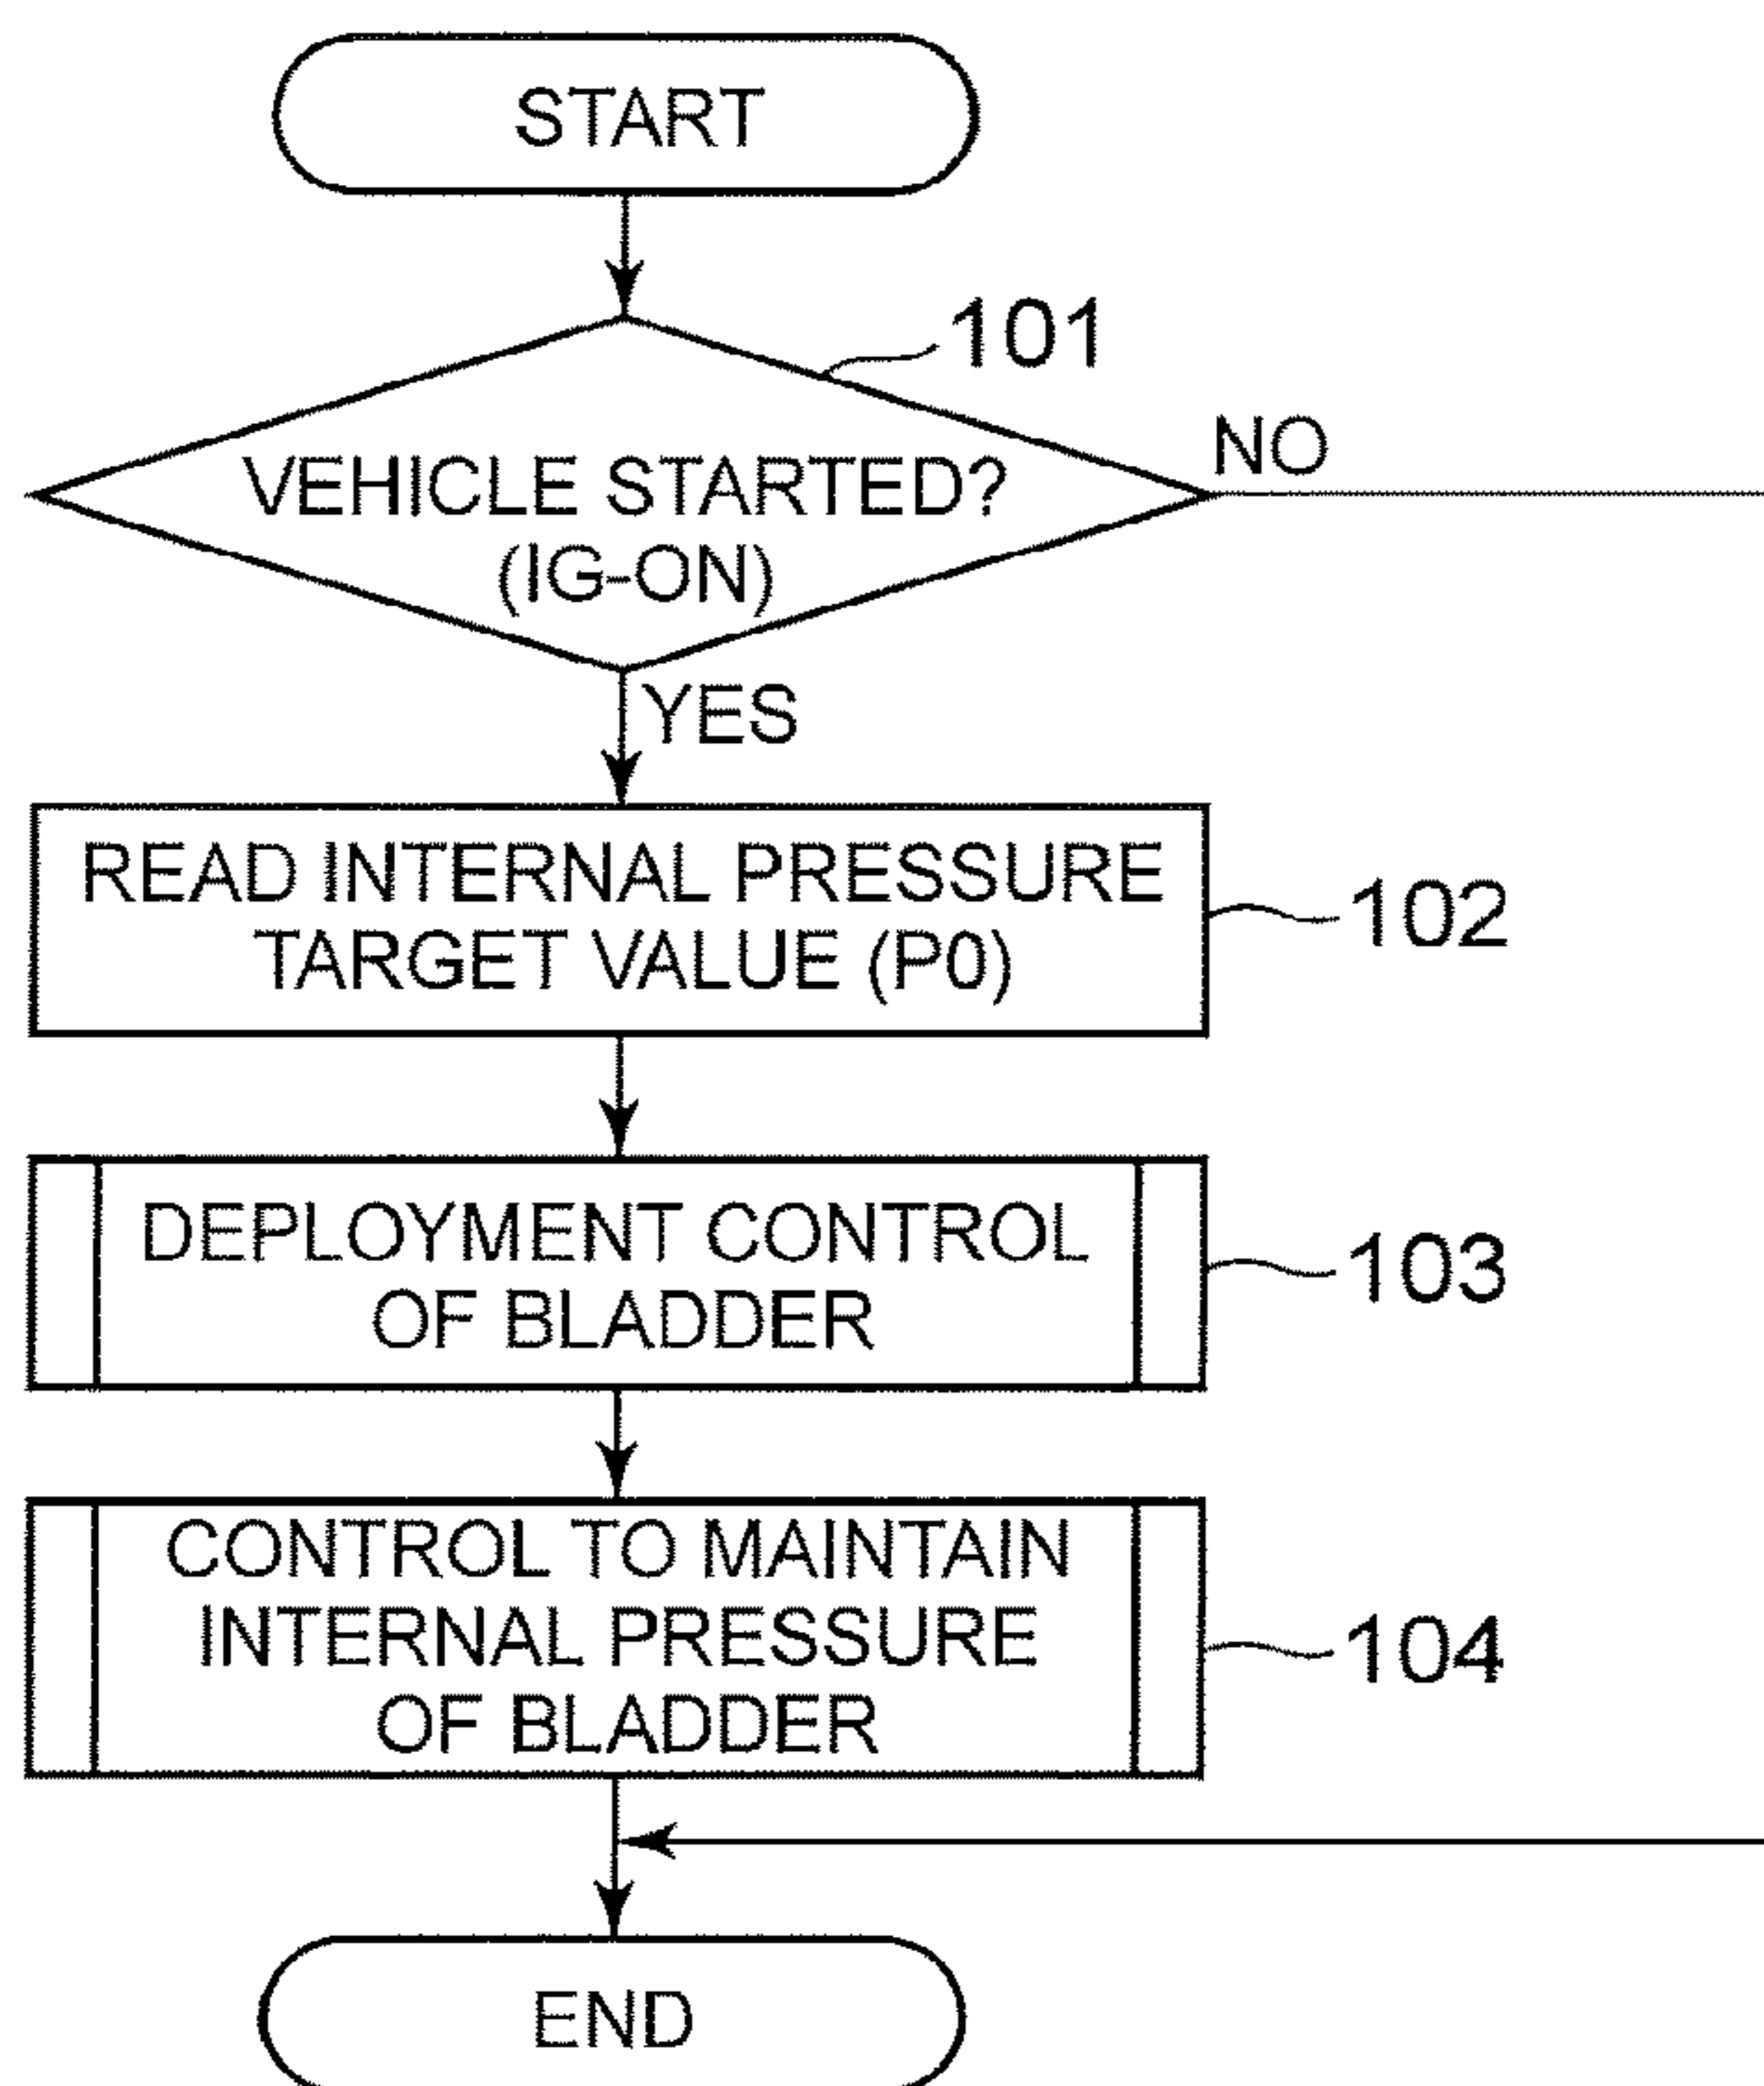 START
101
VEHICLE STARTED?
(IG-ON)
NO
YES
READ INTERNAL PRESSURE
TARGET VALUE (P0)
102
DEPLOYMENT CONTROL
OF BLADDER
103
CONTROL TO MAINTAIN
INTERNAL PRESSURE
OF BLADDER
104
END